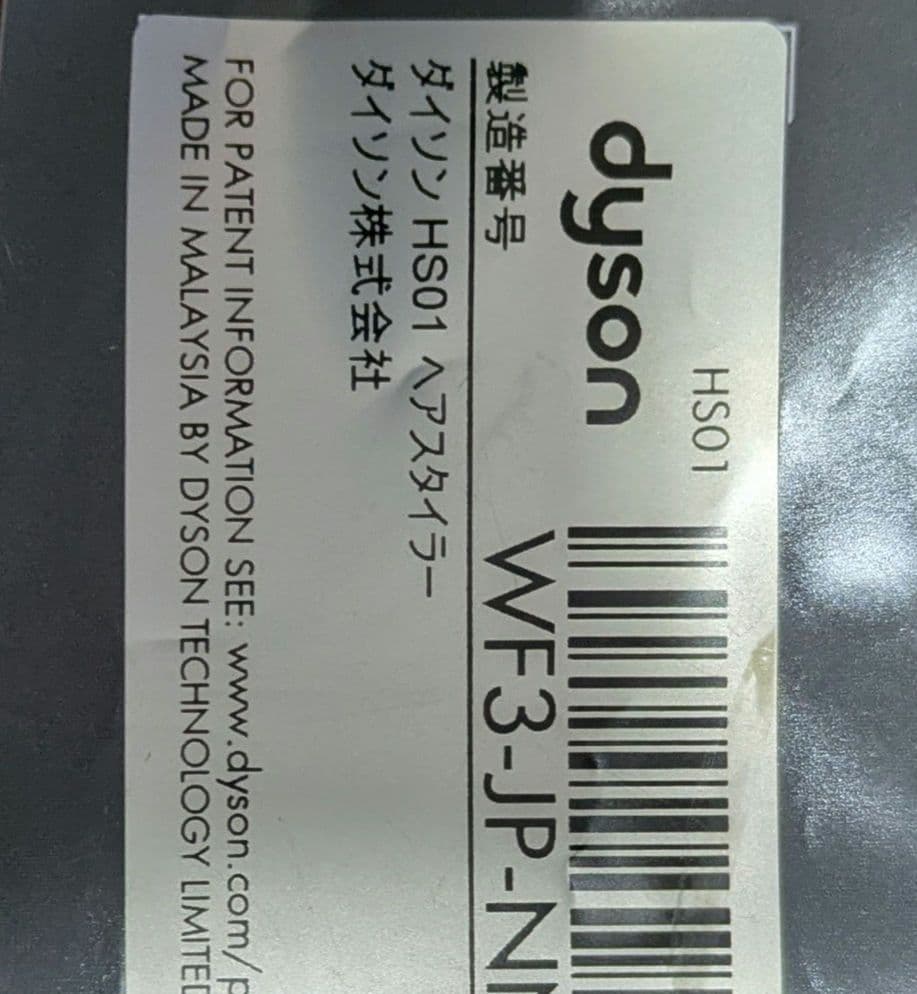 HS01
dyson
製造番号 WF3-JP-N
ダイソン HS01 ヘアスタイラー
ダイソン株式会社
FOR PATENT INFORMATION SEE: www.dyson.com/p
MADE IN MALAYSIA BY DYSON TECHNOLOGY LIMITED